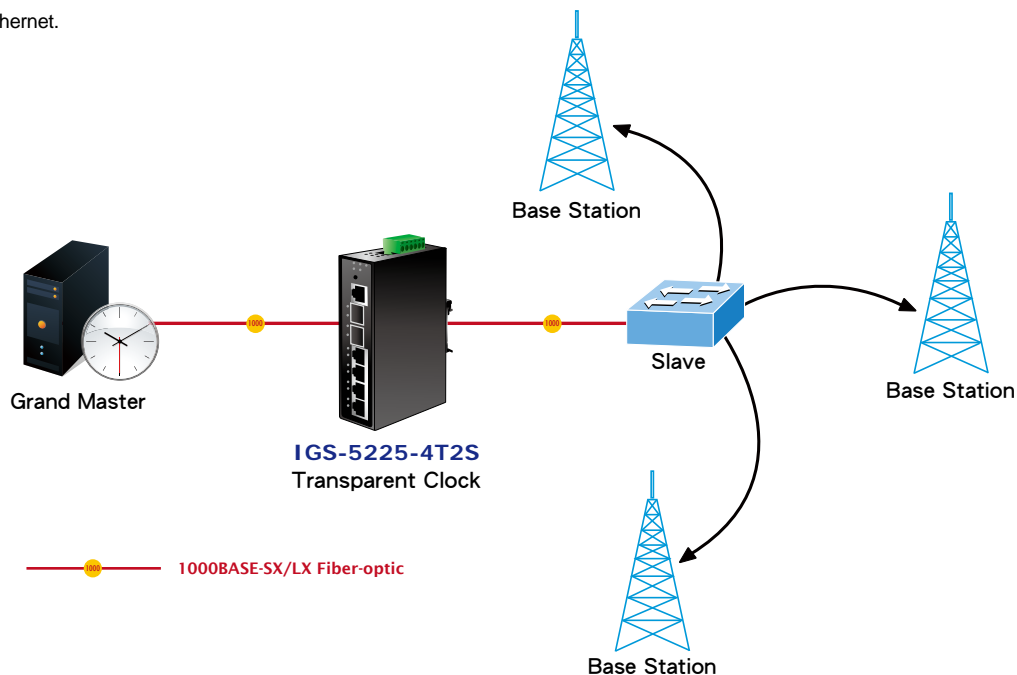 hernet.
Base Station
1000
1000
Grand Master
Slave
Base Station
IGS-5225-4T2S
Transparent Clock
1000
1000BASE-SX/LX Fiber-optic
Base Station